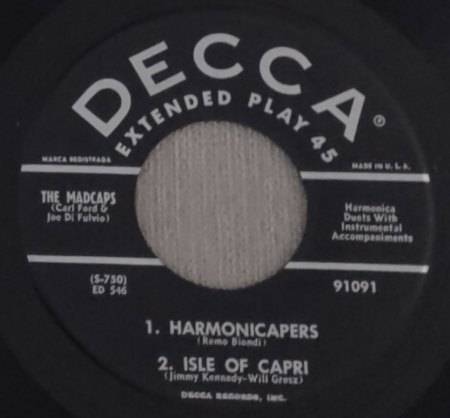 DECCA®
EXTENDED PLAY 45
MARCA REGISTRADA
MADE IN U.S.A.
THE MADCAPS
(Carl Ford &
Joe Di Fulvio)
Harmonica
Duets With
Instrumental
Accompaniments
(S-750)
ED 546
91091
1. HARMONICAPERS
(Remo Biondi)
2. ISLE OF CAPRI
(Jimmy Kennedy-Will Grosz)
DECCA RECORDS, INC.